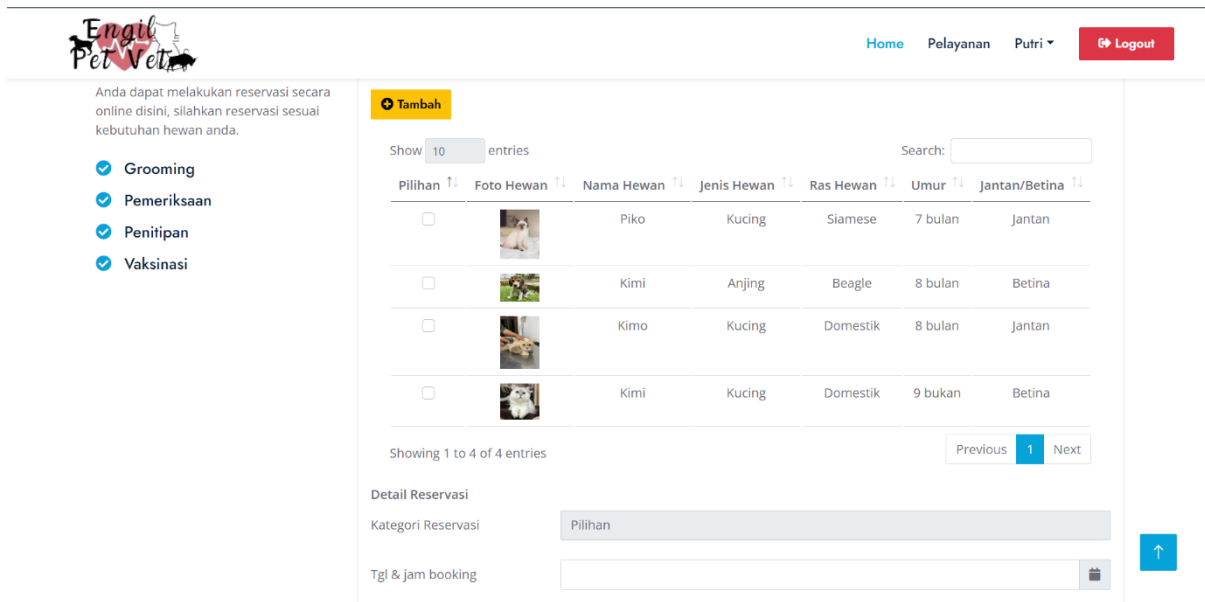 Engil
Pet Vet
Home Pelayanan Putri Logout
Anda dapat melakukan reservasi secara
online disini, silahkan reservasi sesuai
kebutuhan hewan anda.
Grooming
Pemeriksaan
Penitipan
Vaksinasi
Tambah
Show 10 entries Search:
Pilihan Foto Hewan Nama Hewan Jenis Hewan Ras Hewan Umur Jantan/Betina
Piko Kucing Siamese 7 bulan Jantan
Kimi Anjing Beagle 8 bulan Betina
Kimo Kucing Domestik 8 bulan Jantan
Kimi Kucing Domestik 9 bukan Betina
Showing 1 to 4 of 4 entries Previous 1 Next
Detail Reservasi
Kategori Reservasi Pilihan
Tgl & jam booking